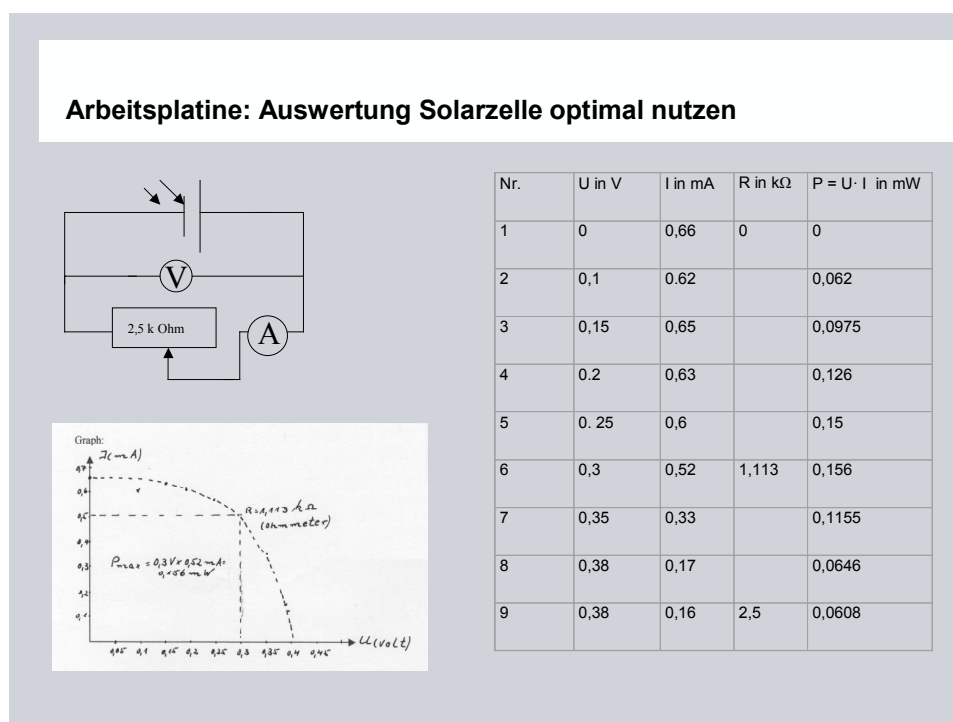 Arbeitsplatine: Auswertung Solarzelle optimal nutzen
V
2,5 k Ohm
A
Nr. U in V I in mA R in kΩ P = U· I in mW
1 0 0,66 0 0
2 0,1 0.62 0,062
3 0,15 0,65 0,0975
4 0.2 0,63 0,126
5 0. 25 0,6 0,15
6 0,3 0,52 1,113 0,156
7 0,35 0,33 0,1155
8 0,38 0,17 0,0646
9 0,38 0,16 2,5 0,0608
Graph:
I(mA)
0,7
0,6
0,5
0,4
0,3
0,2
0,1
R=1,113 kΩ
(Ohmmeter)
Pmax = 0,3V x 0,52 mA=
0,156 mW
0,05 0,1 0,15 0,2 0,25 0,3 0,35 0,4 0,45
U(volt)